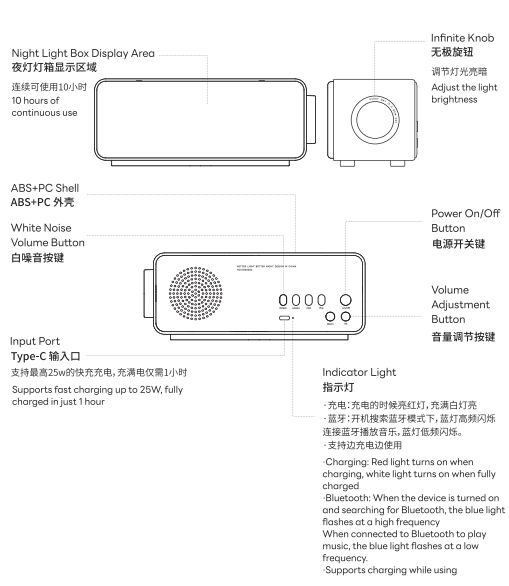 Night Light Box Display Area
夜灯灯箱显示区域
连续可使用10小时
10 hours of
continuous use
Infinite Knob
无极旋钮
调节灯光亮暗
Adjust the light
brightness
ABS+PC Shell
ABS+PC 外壳
White Noise
Volume Button
白噪音按键
Power On/Off
Button
电源开关键
Volume
Adjustment
Button
音量调节按键
Input Port
Type-C 输入口
支持最高25w的快充充电，充满电仅需1小时
Supports fast charging up to 25W, fully
charged in just 1 hour
Indicator Light
指示灯
·充电：充电的时候亮红灯，充满白灯亮
·蓝牙：开机搜索蓝牙模式下，蓝灯高频闪烁
连接蓝牙播放音乐，蓝灯低频闪烁。
·支持边充电边使用
·Charging: Red light turns on when
charging, white light turns on when fully
charged
·Bluetooth: When the device is turned on
and searching for Bluetooth, the blue light
flashes at a high frequency
When connected to Bluetooth to play
music, the blue light flashes at a low
frequency.
·Supports charging while using